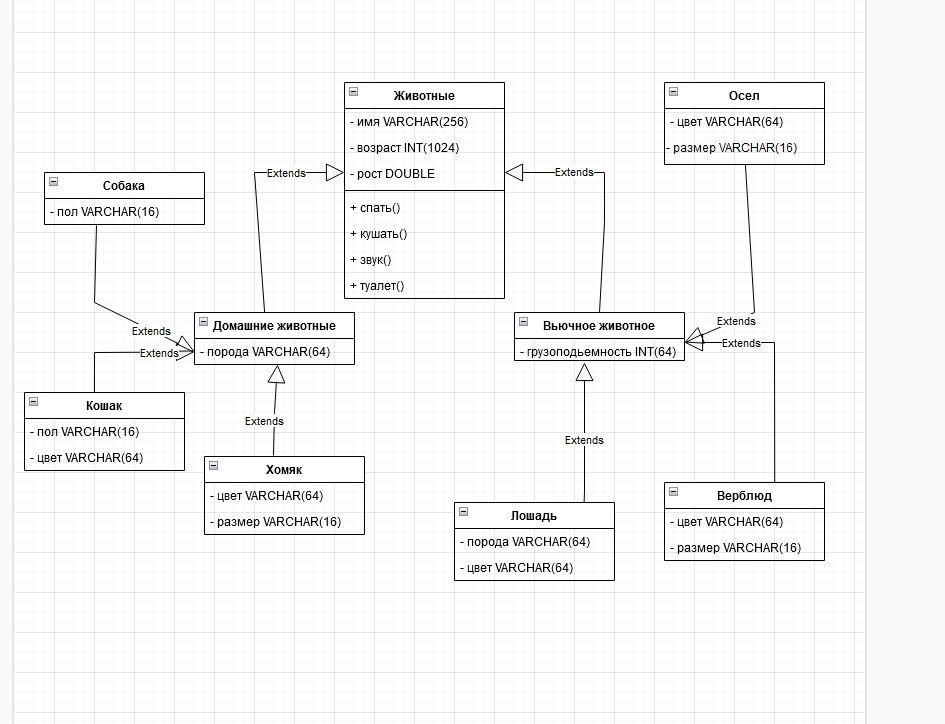 Животные
- имя VARCHAR(256)
- возраст INT(1024)
- рост DOUBLE
+ спать()
+ кушать()
+ звук()
+ туалет()
Осел
- цвет VARCHAR(64)
- размер VARCHAR(16)
Собака
- пол VARCHAR(16)
Extends
Extends
Домашние животные
- порода VARCHAR(64)
Вьючное животное
- грузоподьемность INT(64)
Extends
Extends
Extends
Extends
Кошак
- пол VARCHAR(16)
- цвет VARCHAR(64)
Extends
Extends
Хомяк
- цвет VARCHAR(64)
- размер VARCHAR(16)
Лошадь
- порода VARCHAR(64)
- цвет VARCHAR(64)
Верблюд
- цвет VARCHAR(64)
- размер VARCHAR(16)